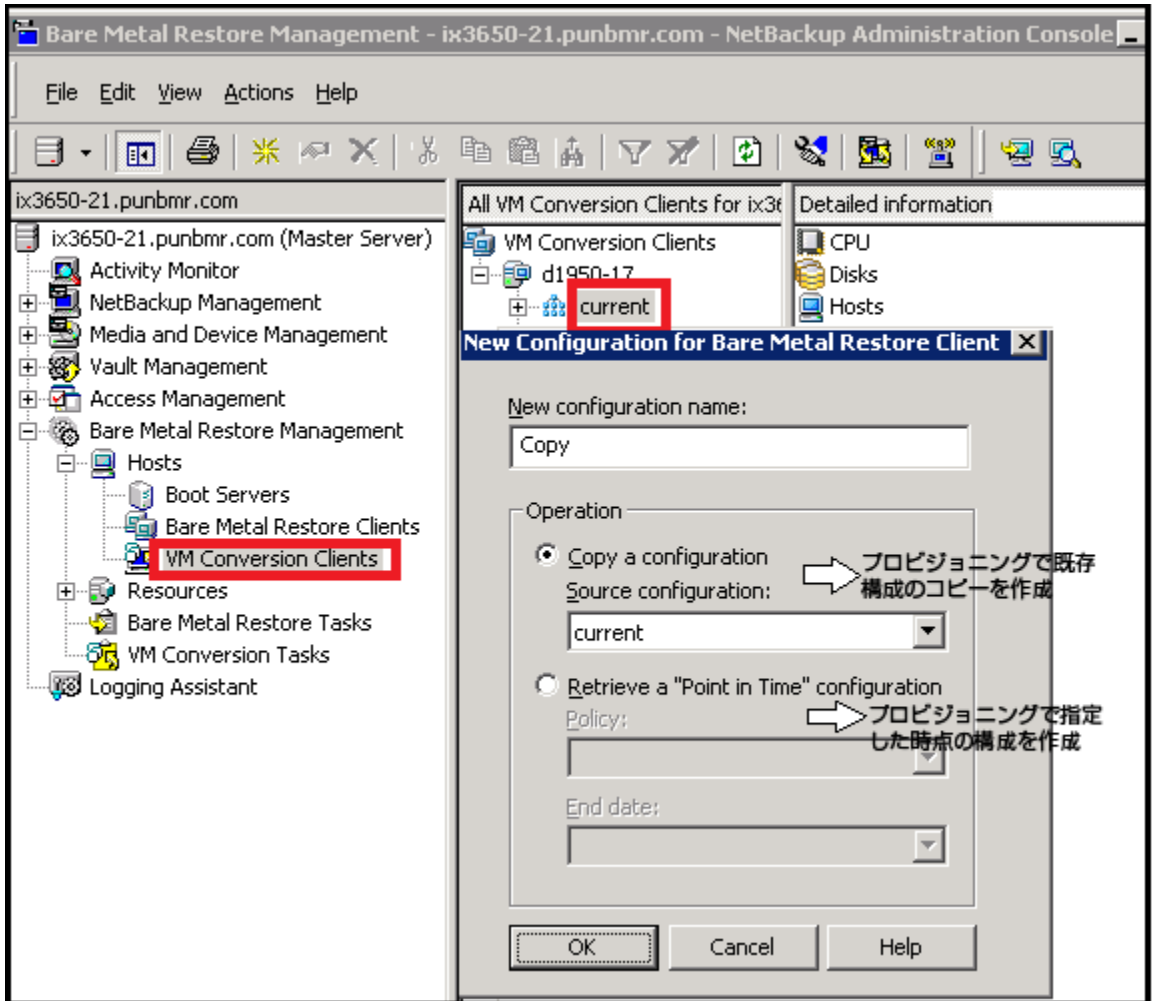 Bare Metal Restore Management - ix3650-21.punbmr.com - NetBackup Administration Console
File Edit View Actions Help
ix3650-21.punbmr.com
ix3650-21.punbmr.com (Master Server)
Activity Monitor
NetBackup Management
Media and Device Management
Vault Management
Access Management
Bare Metal Restore Management
Hosts
Boot Servers
Bare Metal Restore Clients
VM Conversion Clients
Resources
Bare Metal Restore Tasks
VM Conversion Tasks
Logging Assistant
All VM Conversion Clients for ix36
VM Conversion Clients
d1950-17
current
Detailed information
CPU
Disks
Hosts
New Configuration for Bare Metal Restore Client
New configuration name:
Copy
Operation
Copy a configuration
プロビジョニングで既存
構成のコピーを作成
Source configuration:
current
Retrieve a "Point in Time" configuration
プロビジョニングで指定
した時点の構成を作成
Policy:
End date:
OK Cancel Help